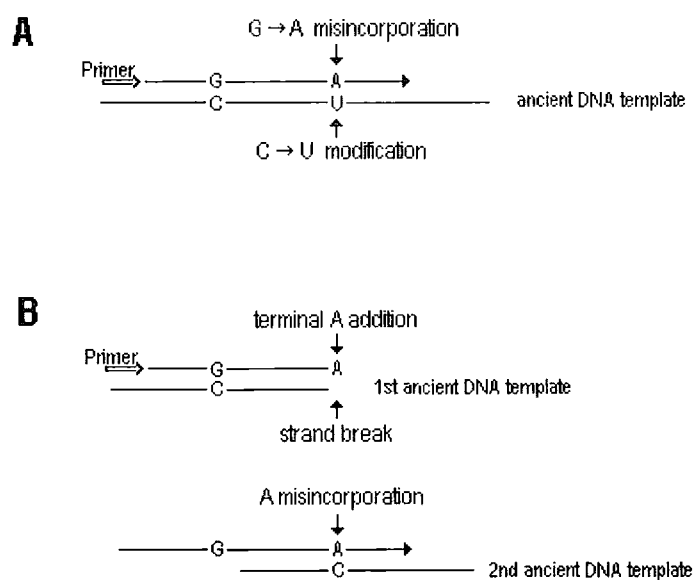 A
G → A misincorporation
Primer
G A
C U ancient DNA template
C → U modification
B
terminal A addition
Primer
G A
C 1st ancient DNA template
strand break
A misincorporation
G A
C 2nd ancient DNA template